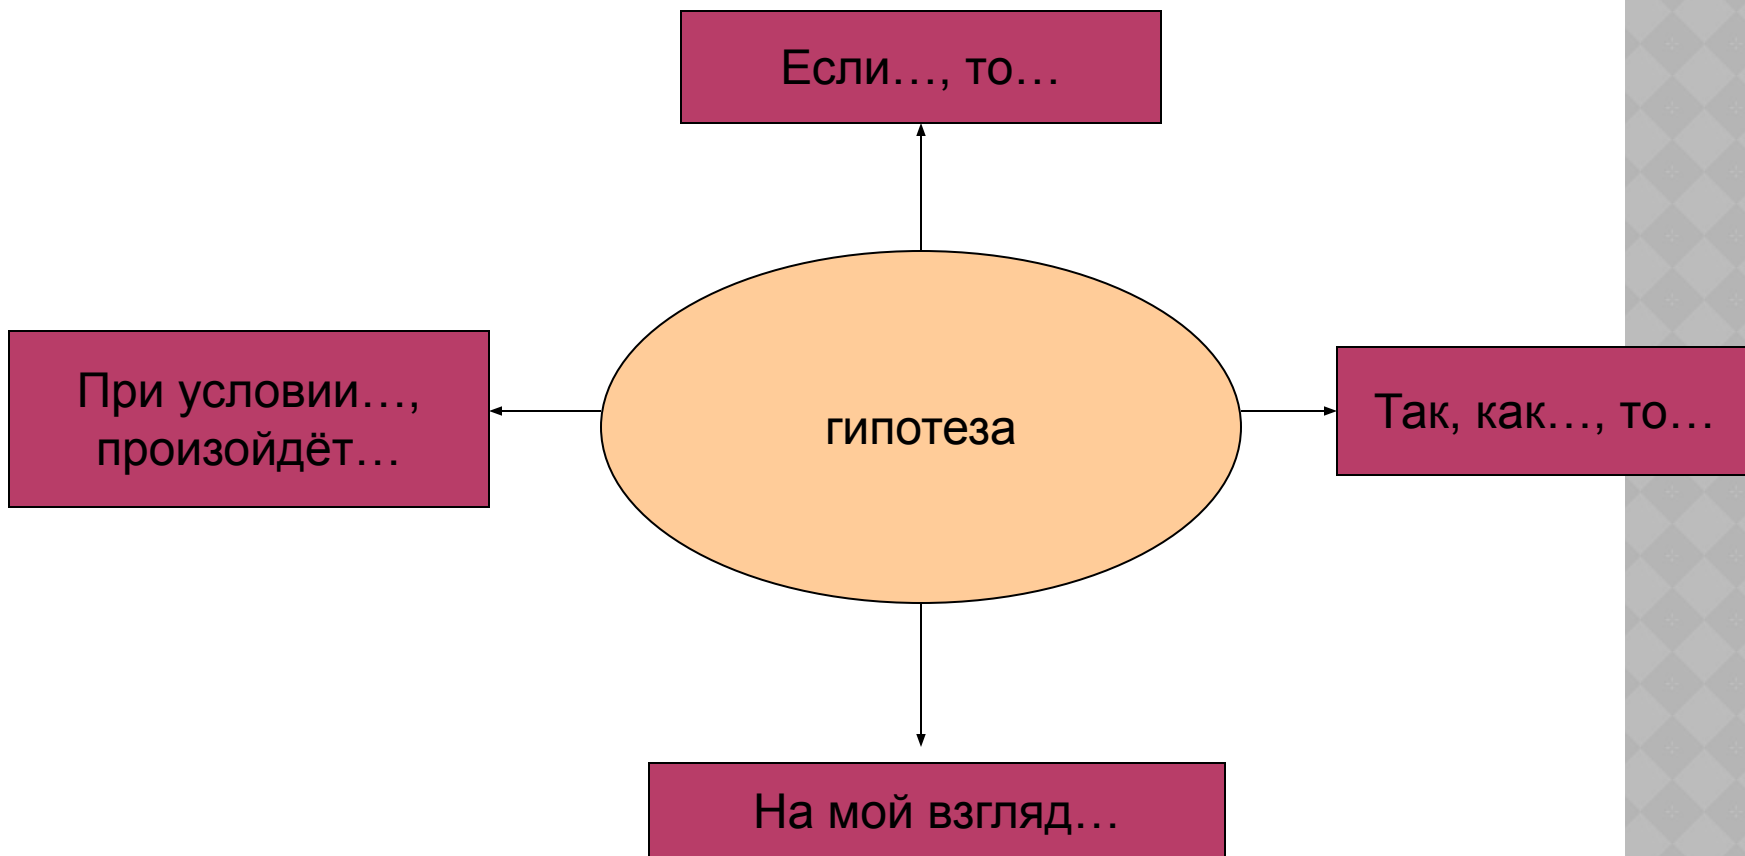 Если…, то…
При условии…,
произойдёт…
гипотеза
Так, как…, то…
На мой взгляд…